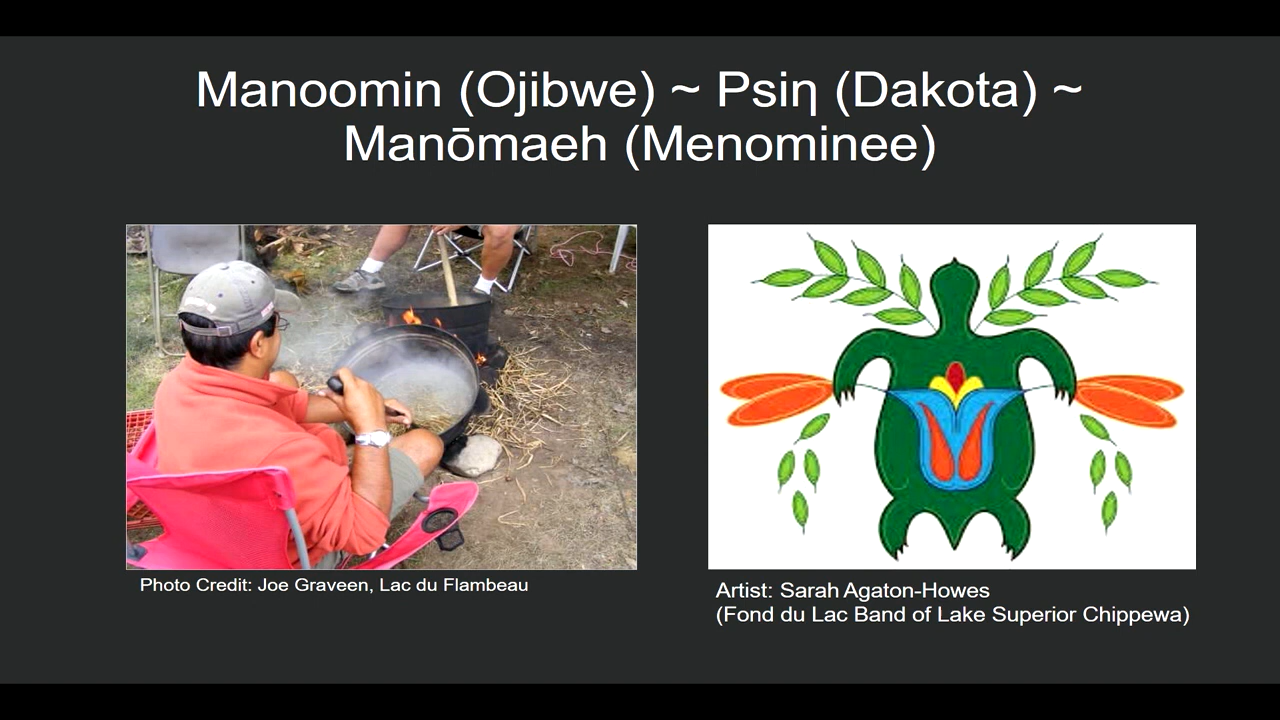 Manoomin (Ojibwe) ~ Psiƞ (Dakota) ~
Manōmaeh (Menominee)
Photo Credit: Joe Graveen, Lac du Flambeau
Artist: Sarah Agaton-Howes
(Fond du Lac Band of Lake Superior Chippewa)